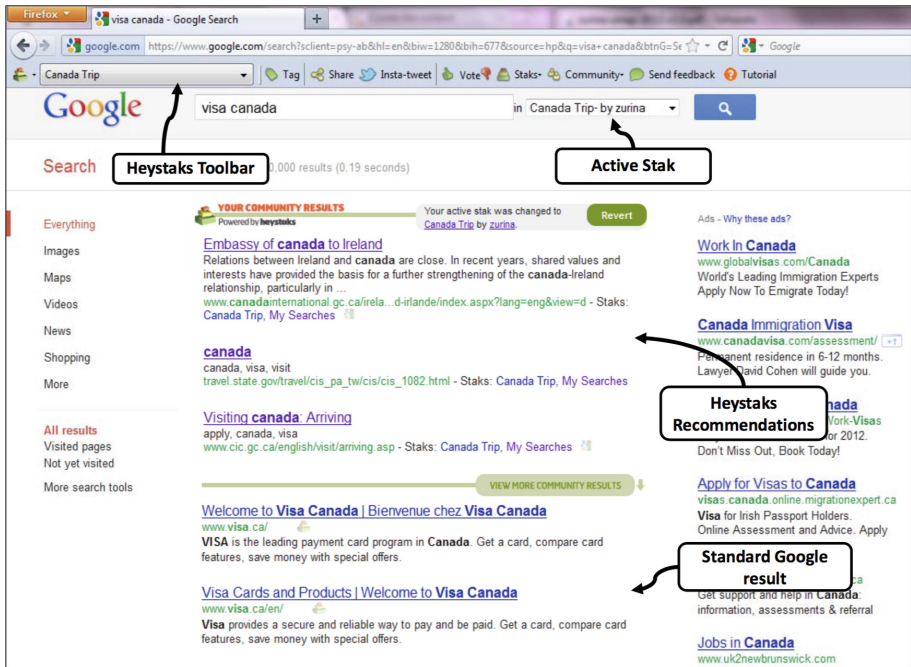 Firefox
visa canada - Google Search
+
google.com https://www.google.com/search?sclient=psy-ab&hl=en&biw=1280&bih=677&source=hp&q=visa+canada&btnG=Se
Google
Canada Trip
Tag Share Insta-tweet Vote Staks- Community- Send feedback Tutorial
Google
visa canada
in Canada Trip- by zurina
Heystaks Toolbar
Active Stak
Search
0,000 results (0.19 seconds)
Everything
Images
Maps
Videos
News
Shopping
More
All results
Visited pages
Not yet visited
More search tools
YOUR COMMUNITY RESULTS
Powered by heystaks
Your active stak was changed to
Canada Trip by zurina.
Revert
Embassy of canada to Ireland
Relations between Ireland and canada are close. In recent years, shared values and
interests have provided the basis for a further strengthening of the canada-Ireland
relationship, particularly in ...
www.canadainternational.gc.ca/irela...d-irlande/index.aspx?lang=eng&view=d - Staks:
Canada Trip, My Searches
canada
canada, visa, visit
travel.state.gov/travel/cis_pa_tw/cis/cis_1082.html - Staks: Canada Trip, My Searches
Visiting canada: Arriving
apply, canada, visa
www.cic.gc.ca/english/visit/arriving.asp - Staks: Canada Trip, My Searches
VIEW MORE COMMUNITY RESULTS
Welcome to Visa Canada | Bienvenue chez Visa Canada
www.visa.ca/
VISA is the leading payment card program in Canada. Get a card, compare card
features, save money with special offers.
Visa Cards and Products | Welcome to Visa Canada
www.visa.ca/en/
Visa provides a secure and reliable way to pay and be paid. Get a card, compare card
features, save money with special offers.
Ads - Why these ads?
Work In Canada
www.globalvisas.com/Canada
World's Leading Immigration Experts
Apply Now To Emigrate Today!
Canada Immigration Visa
www.canadavisa.com/assessment/ +1
Permanent residence in 6-12 months.
Lawyer David Cohen will guide you.
Heystaks
Recommendations
nada
Work-Visas
for 2012.
Don't Miss Out, Book Today!
Apply for Visas to Canada
visas.canada.online.migrationexpert.ca
Visa for Irish Passport Holders.
Online Assessment and Advice. Apply
Standard Google
result
ca
Get support and help in Canada:
information, assessments & referral
Jobs in Canada
www.uk2newbrunswick.com